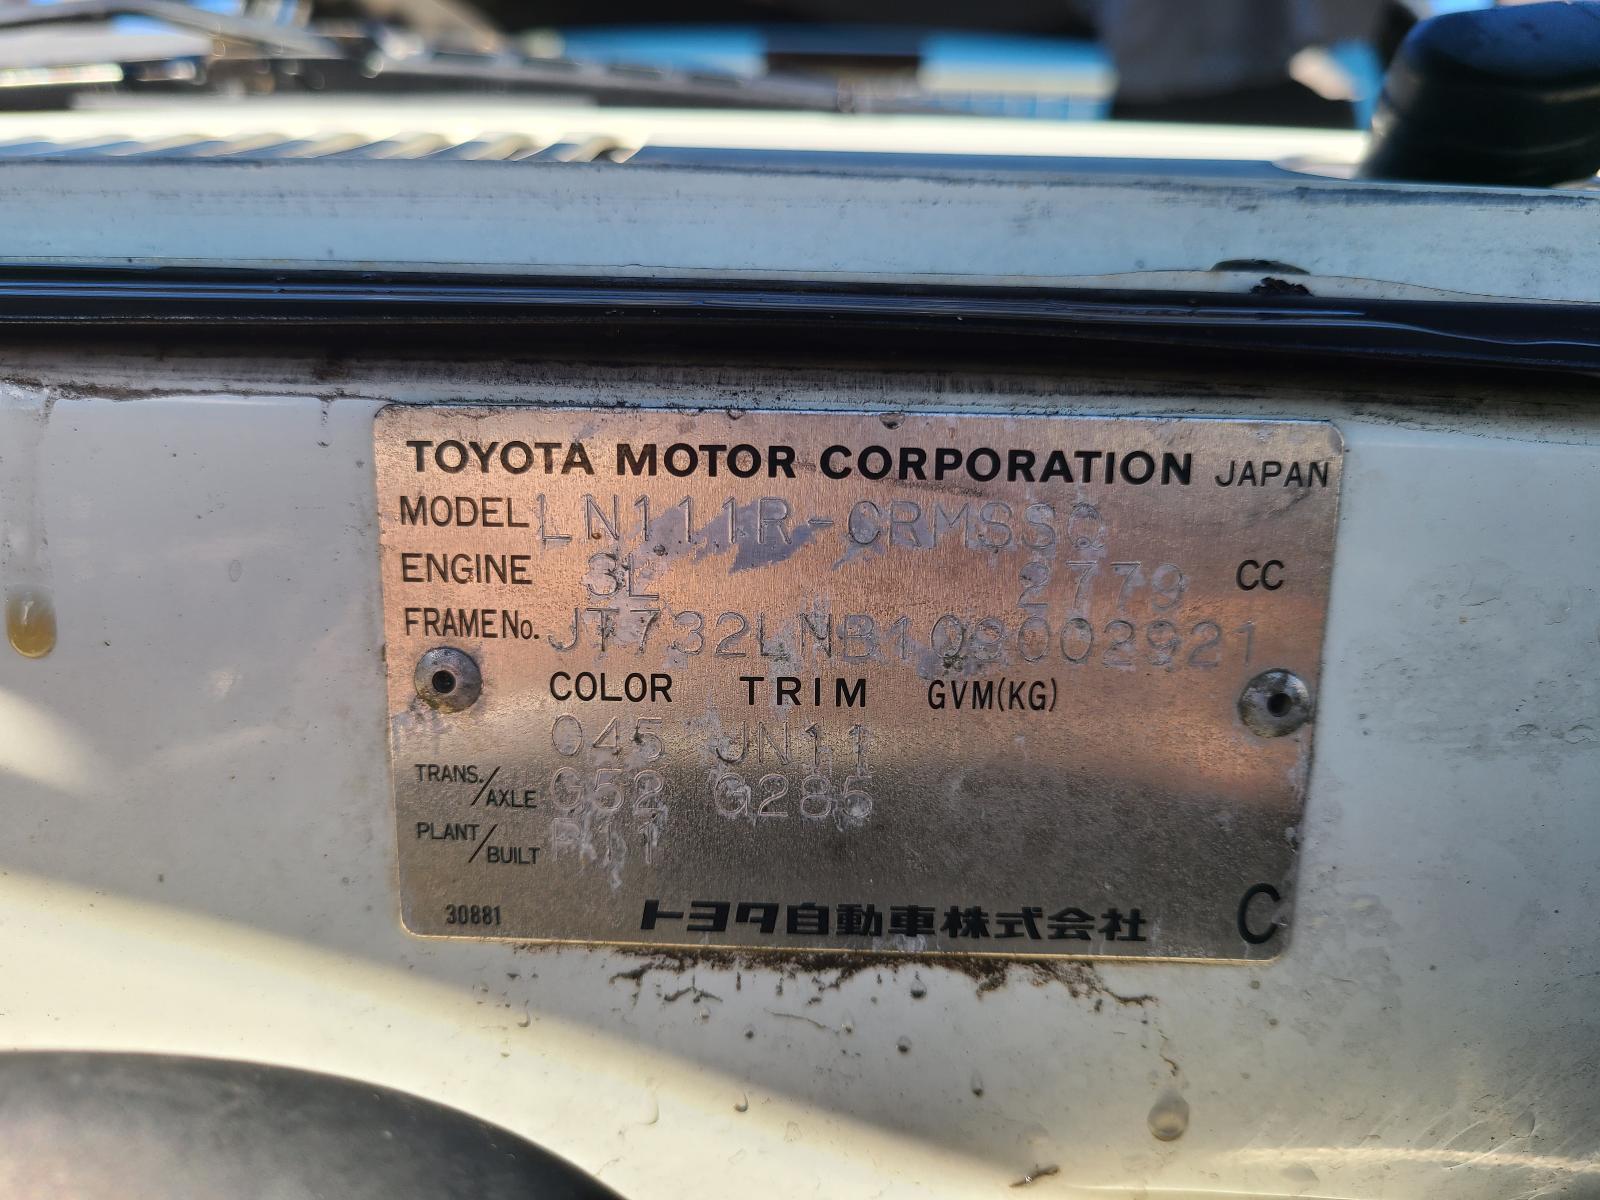 TOYOTA MOTOR CORPORATION JAPAN
MODEL LN111R-CRMSSQ
ENGINE 3L 2779 CC
FRAME No. JT732LNB109002921
COLOR TRIM GVM(KG)
045 JN11
TRANS./AXLE G52 G285
PLANT/BUILT
30881 トヨタ自動車株式会社 C